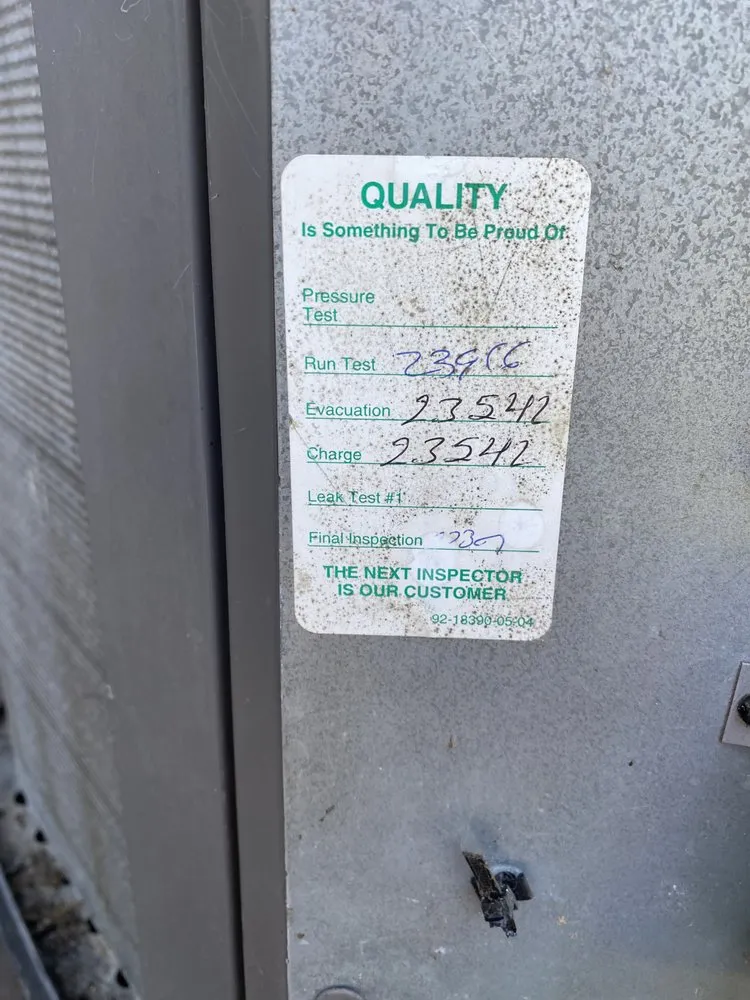 QUALITY
Is Something To Be Proud Of
Pressure
Test
Run Test
Evacuation 23542
Charge 23542
Leak Test #1
Final Inspection
THE NEXT INSPECTOR
IS OUR CUSTOMER
92-18390-05-04